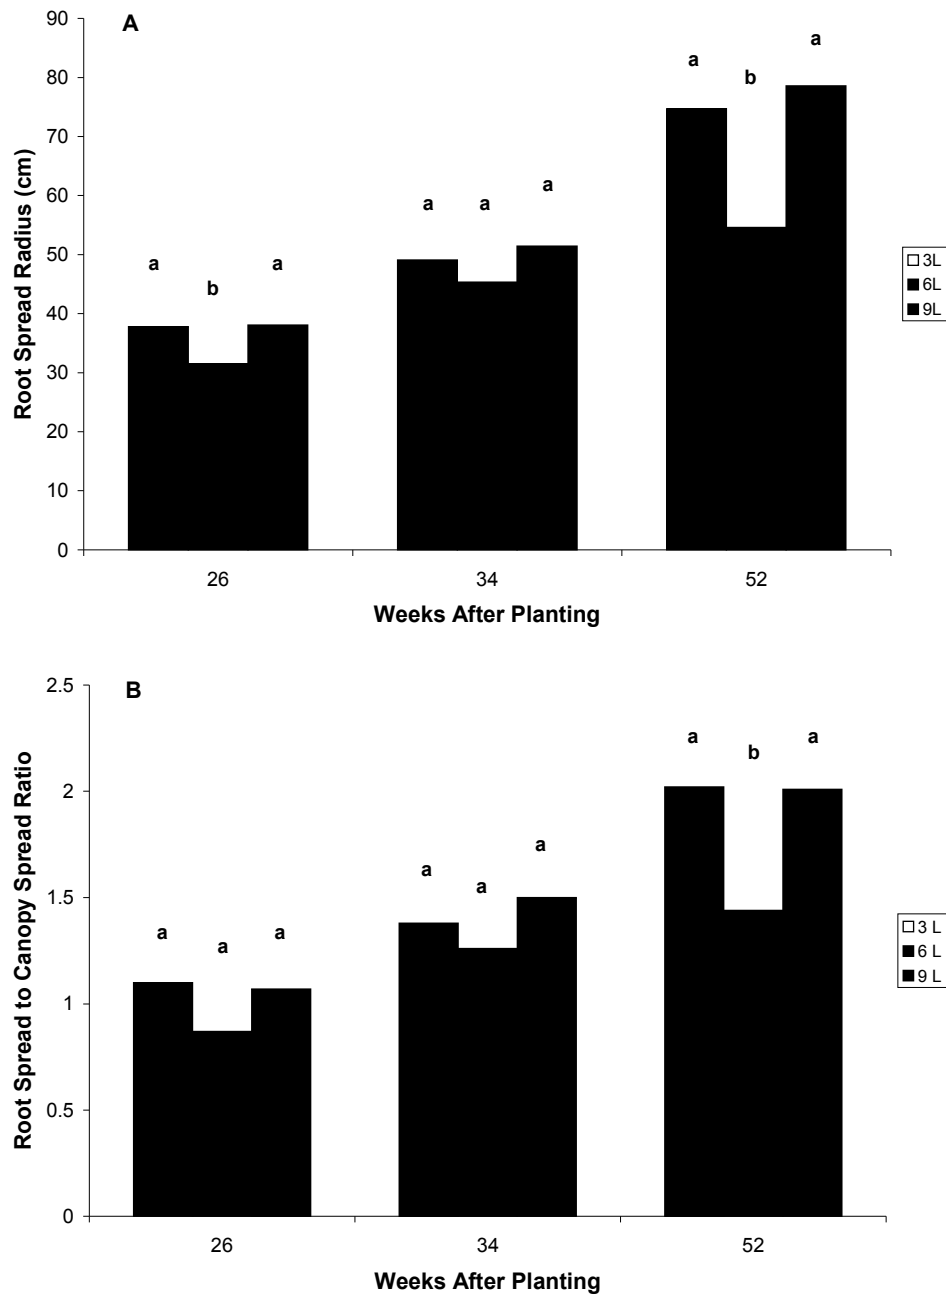 A
90
80
70
60
50
40
30
20
10
0
Root Spread Radius (cm)
a b a
a a a
a b a
26 34 52
Weeks After Planting
3L
6L
9L
B
2.5
2
1.5
1
0.5
0
Root Spread to Canopy Spread Ratio
a a a
a a a
a b a
26 34 52
Weeks After Planting
3 L
6 L
9 L